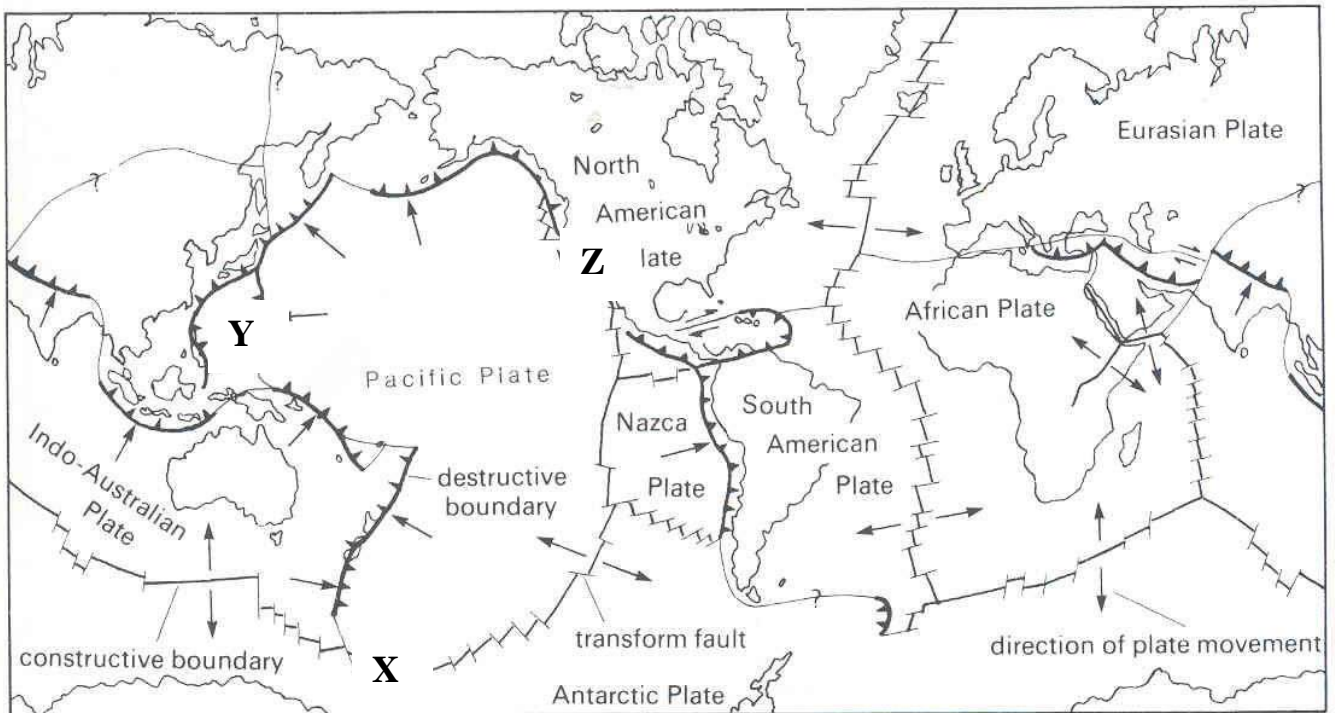 Eurasian Plate
North
American
late
Z
African Plate
Y
Pacific Plate
Nazca
Plate
South
American
Plate
Indo-Australian
Plate
destructive
boundary
constructive boundary
X
transform fault
direction of plate movement
Antarctic Plate
?
?
?
?